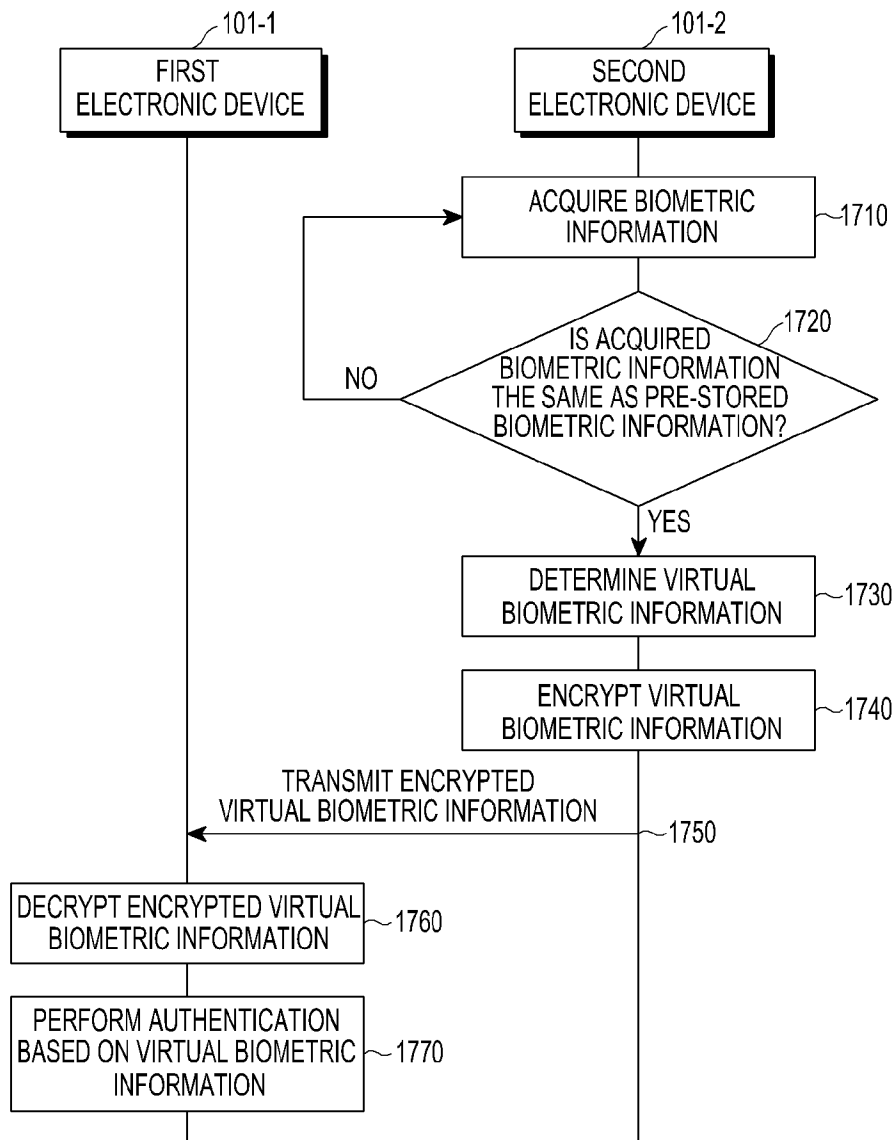 101-1
FIRST
ELECTRONIC DEVICE
101-2
SECOND
ELECTRONIC DEVICE
ACQUIRE BIOMETRIC
INFORMATION
1710
1720
IS ACQUIRED
BIOMETRIC INFORMATION
THE SAME AS PRE-STORED
BIOMETRIC INFORMATION?
NO
YES
DETERMINE VIRTUAL
BIOMETRIC INFORMATION
1730
ENCRYPT VIRTUAL
BIOMETRIC INFORMATION
1740
TRANSMIT ENCRYPTED
VIRTUAL BIOMETRIC INFORMATION
1750
DECRYPT ENCRYPTED VIRTUAL
BIOMETRIC INFORMATION
1760
PERFORM AUTHENTICATION
BASED ON VIRTUAL BIOMETRIC
INFORMATION
1770